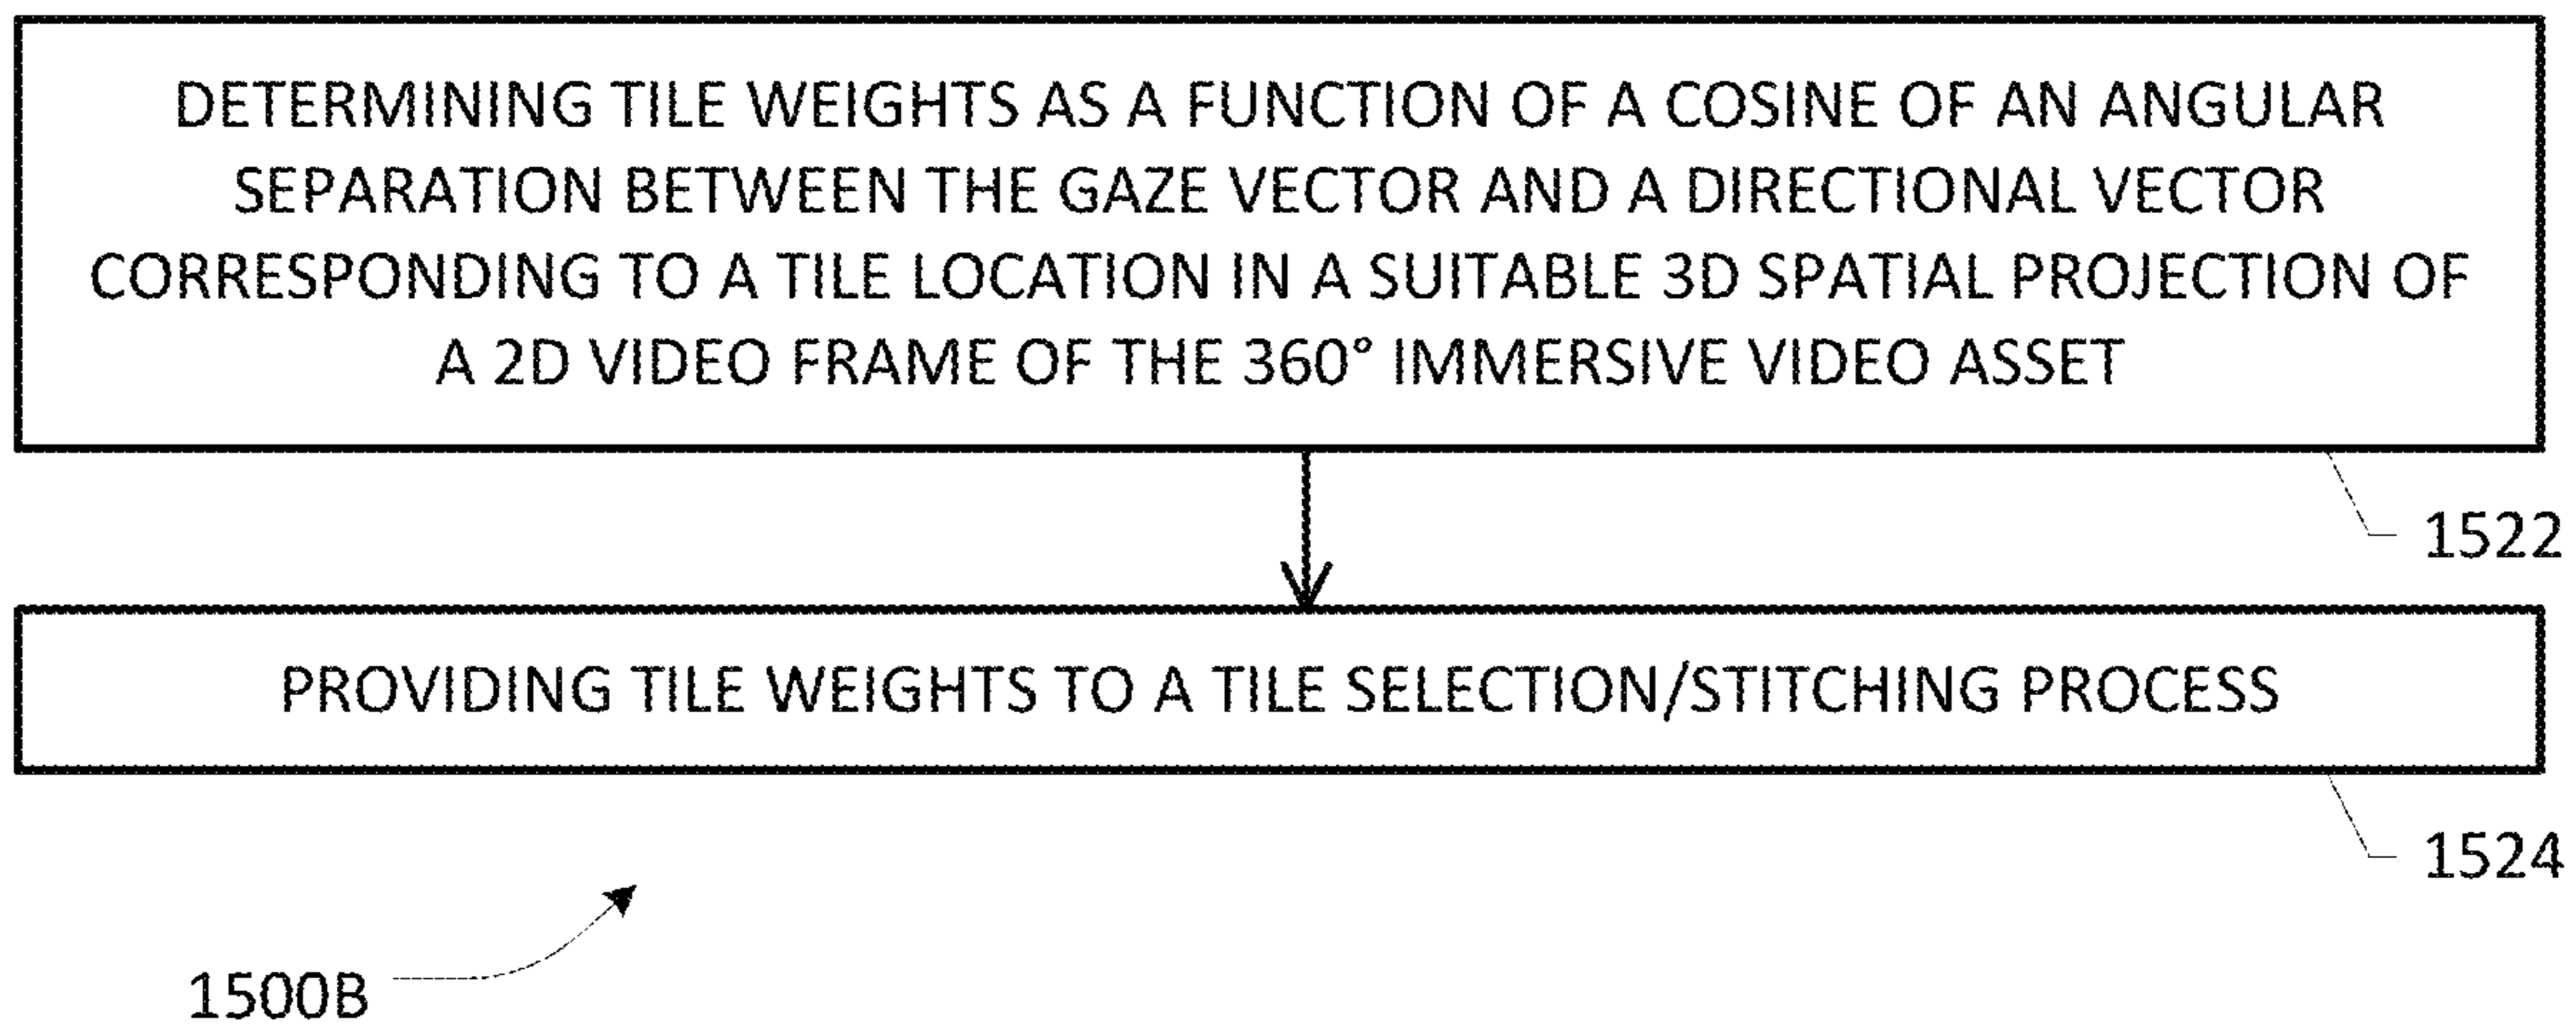 DETERMINING TILE WEIGHTS AS A FUNCTION OF A COSINE OF AN ANGULAR
SEPARATION BETWEEN THE GAZE VECTOR AND A DIRECTIONAL VECTOR
CORRESPONDING TO A TILE LOCATION IN A SUITABLE 3D SPATIAL PROJECTION OF
A 2D VIDEO FRAME OF THE 360° IMMERSIVE VIDEO ASSET
1522
PROVIDING TILE WEIGHTS TO A TILE SELECTION/STITCHING PROCESS
1524
1500B